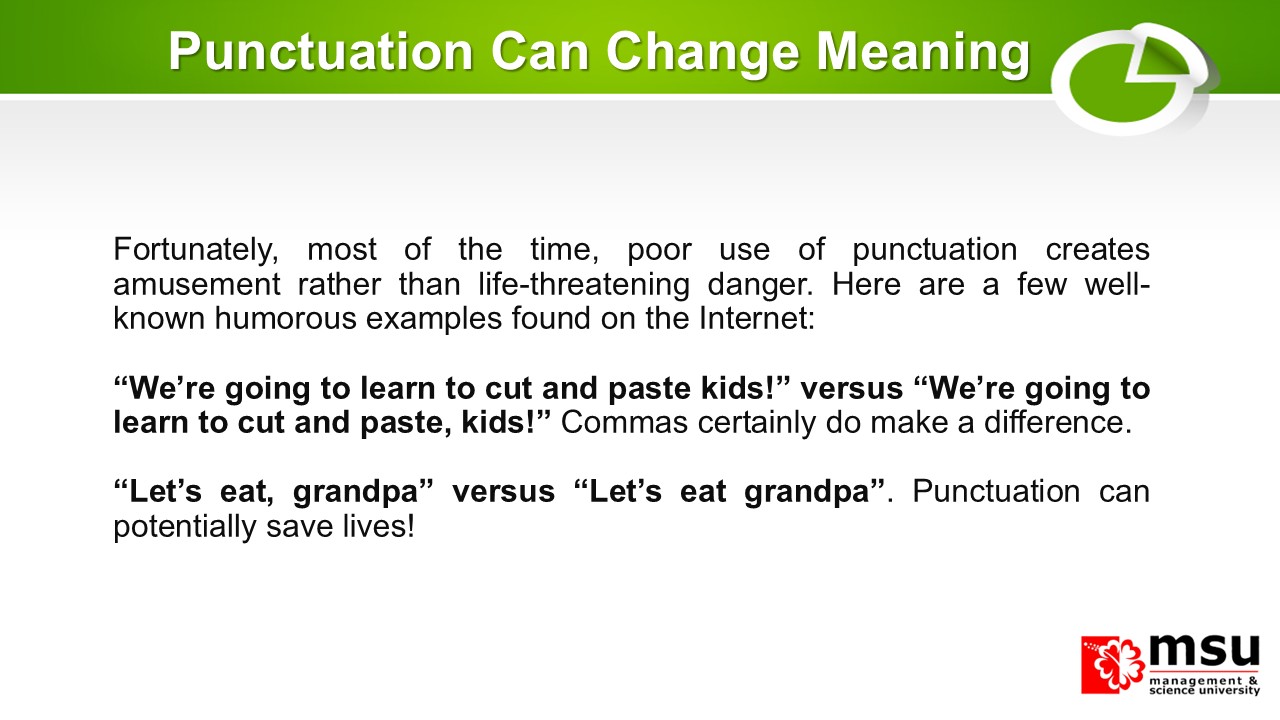 Punctuation Can Change Meaning
Fortunately, most of the time, poor use of punctuation creates
amusement rather than life-threatening danger. Here are a few well-
known humorous examples found on the Internet:
“We’re going to learn to cut and paste kids!” versus “We’re going to
learn to cut and paste, kids!” Commas certainly do make a difference.
“Let’s eat, grandpa” versus “Let’s eat grandpa”. Punctuation can
potentially save lives!
msu
management &
science university